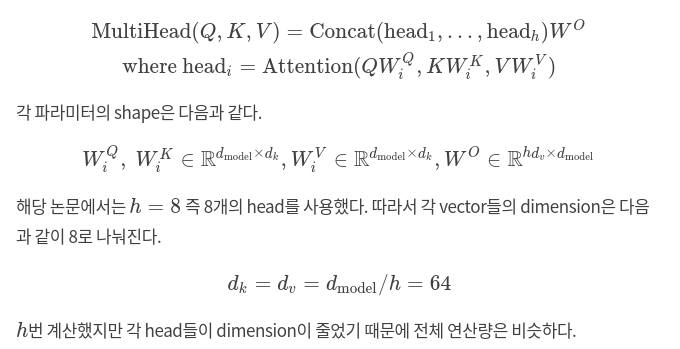 MultiHead(Q, K, V) = Concat(head₁, . . . , headₕ)W^O
where headᵢ = Attention(QWᵢ^Q, KWᵢ^K, VWᵢ^V)
각 파라미터의 shape은 다음과 같다.
Wᵢ^Q, Wᵢ^K ∈ ℝ^{d_model×d_k}, Wᵢ^V ∈ ℝ^{d_model×d_k}, W^O ∈ ℝ^{hd_v×d_model}
해당 논문에서는 h = 8 즉 8개의 head를 사용했다. 따라서 각 vector들의 dimension은 다음
과 같이 8로 나눠진다.
d_k = d_v = d_model/h = 64
h번 계산했지만 각 head들이 dimension이 줄었기 때문에 전체 연산량은 비슷하다.